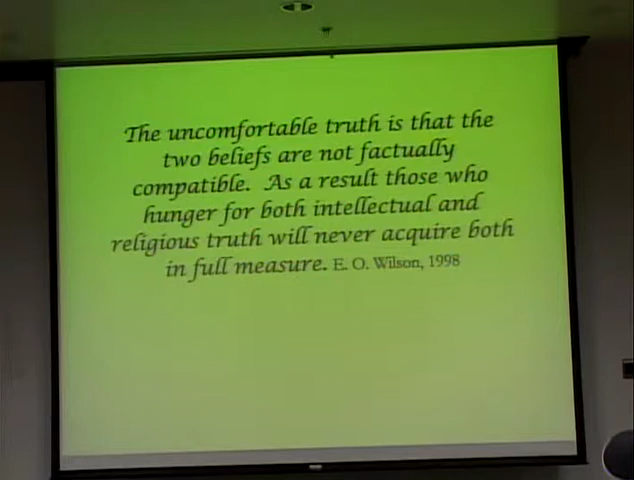 The uncomfortable truth is that the
two beliefs are not factually
compatible. As a result those who
hunger for both intellectual and
religious truth will never acquire both
in full measure. E. O. Wilson, 1998